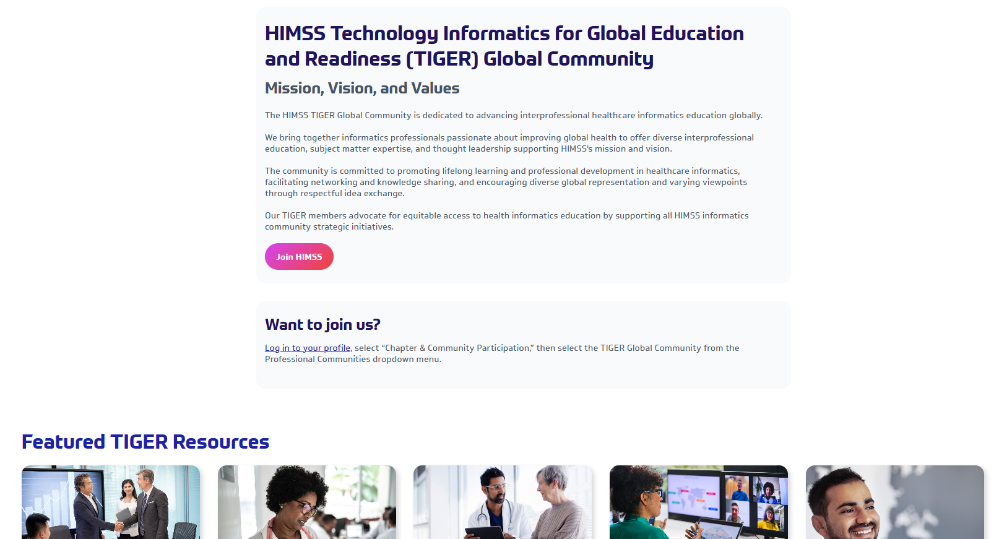 HIMSS Technology Informatics for Global Education
and Readiness (TIGER) Global Community
Mission, Vision, and Values
The HIMSS TIGER Global Community is dedicated to advancing interprofessional healthcare informatics education globally.
We bring together informatics professionals passionate about improving global health to offer diverse interprofessional
education, subject matter expertise, and thought leadership supporting HIMSS's mission and vision.
The community is committed to promoting lifelong learning and professional development in healthcare informatics,
facilitating networking and knowledge sharing, and encouraging diverse global representation and varying viewpoints
through respectful idea exchange.
Our TIGER members advocate for equitable access to health informatics education by supporting all HIMSS informatics
community strategic initiatives.
Join HIMSS
Want to join us?
Log in to your profile, select “Chapter & Community Participation,” then select the TIGER Global Community from the
Professional Communities dropdown menu.
Featured TIGER Resources